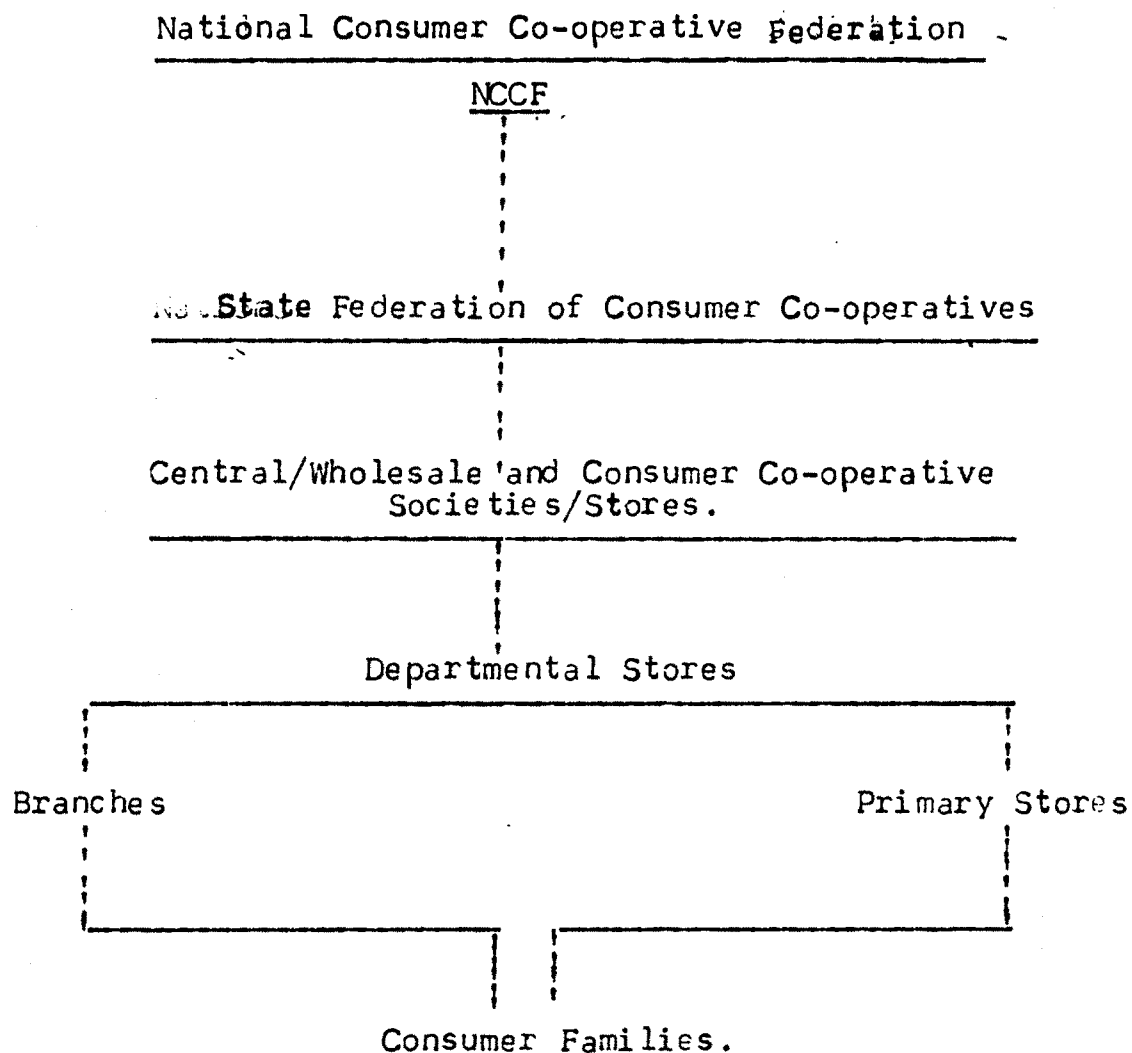 National Consumer Co-operative Federation
NCCF
State Federation of Consumer Co-operatives
Central/Wholesale and Consumer Co-operative
Societies/Stores.
Departmental Stores
Branches
Primary Stores
Consumer Families.